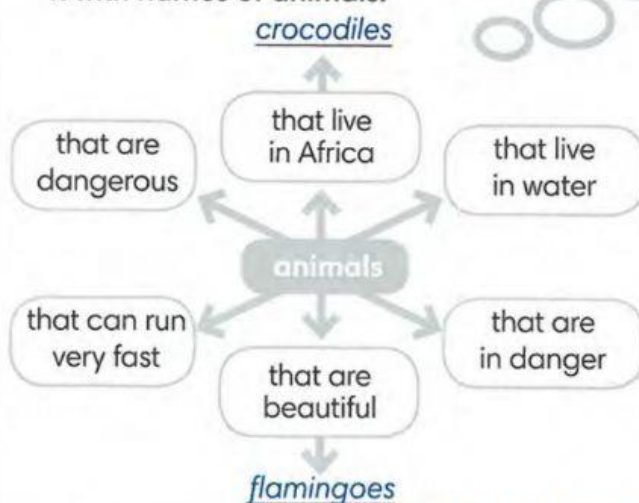 crocodiles
that live
in Africa
that are
dangerous
that live
in water
animals
that can run
very fast
that are
in danger
that are
beautiful
flamingoes